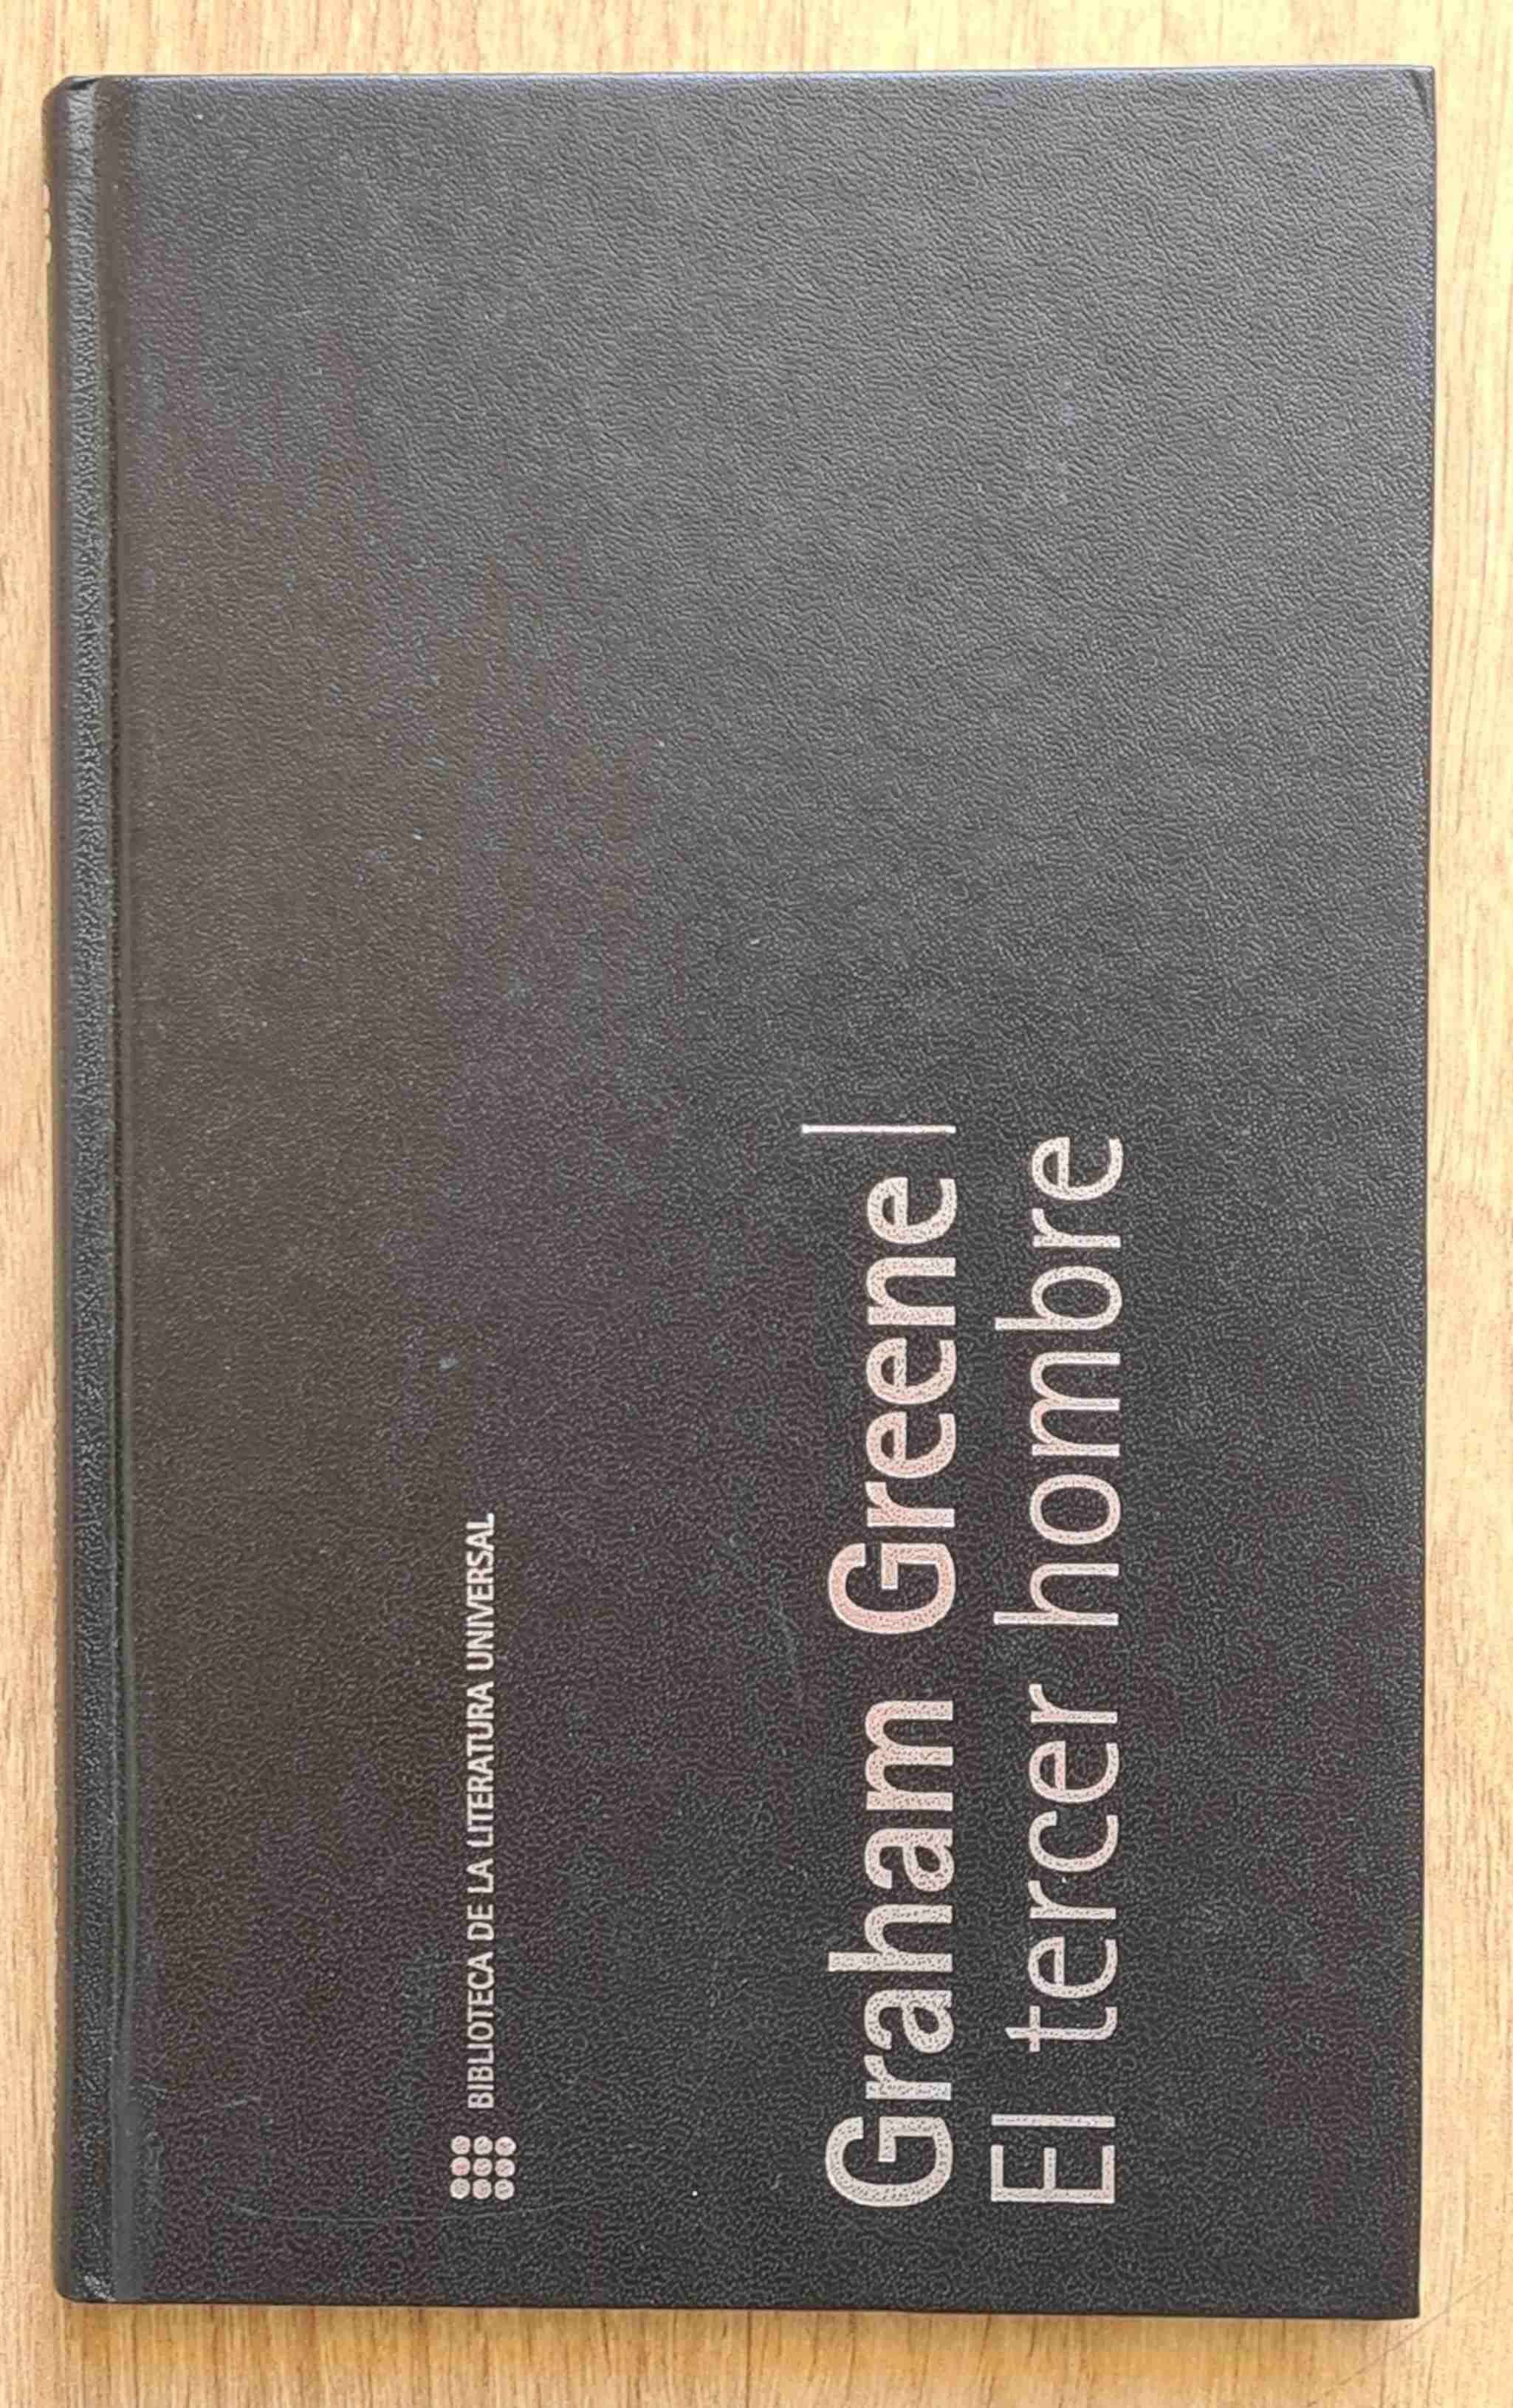 BIBLIOTECA DE LA LITERATURA UNIVERSAL
Graham Greene |
El tercer hombre